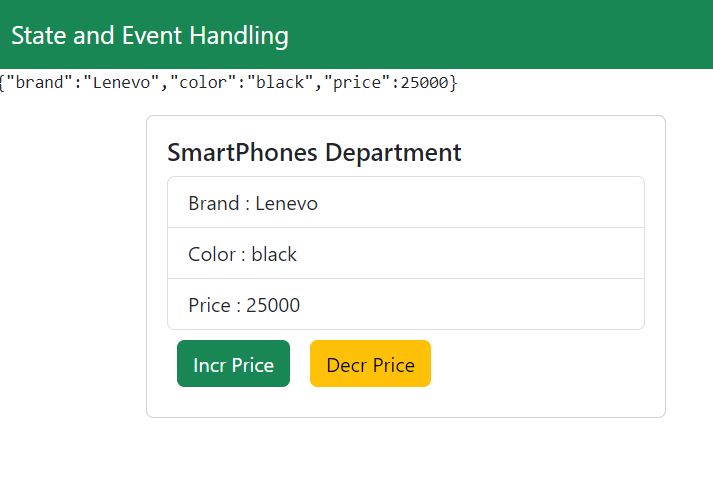 State and Event Handling
{"brand":"Lenevo","color":"black","price":25000}
SmartPhones Department
Brand : Lenevo
Color : black
Price : 25000
Incr Price Decr Price